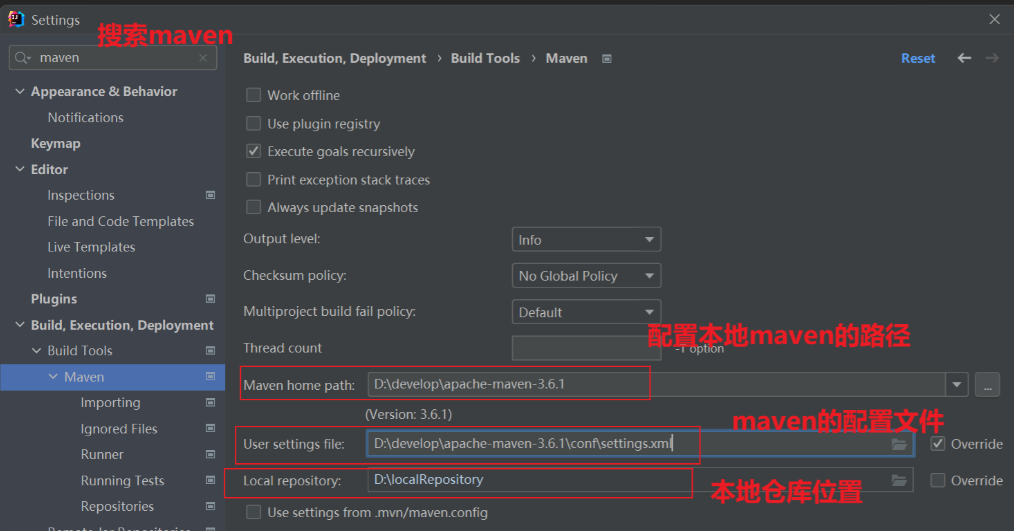 Settings
搜索maven
maven
Build, Execution, Deployment › Build Tools › Maven
Reset
Appearance & Behavior
Notifications
Keymap
Editor
Inspections
File and Code Templates
Live Templates
Intentions
Plugins
Build, Execution, Deployment
Build Tools
Maven
Importing
Ignored Files
Runner
Running Tests
Repositories
Remote Jar Repositories
Work offline
Use plugin registry
Execute goals recursively
Print exception stack traces
Always update snapshots
Output level: Info
Checksum policy: No Global Policy
Multiproject build fail policy: Default
配置本地maven的路径
Thread count -T option
Maven home path: D:\develop\apache-maven-3.6.1 ...
(Version: 3.6.1)
maven的配置文件
User settings file: D:\develop\apache-maven-3.6.1\conf\settings.xml Override
Local repository: D:\localRepository Override
本地仓库位置
Use settings from .mvn/maven.config